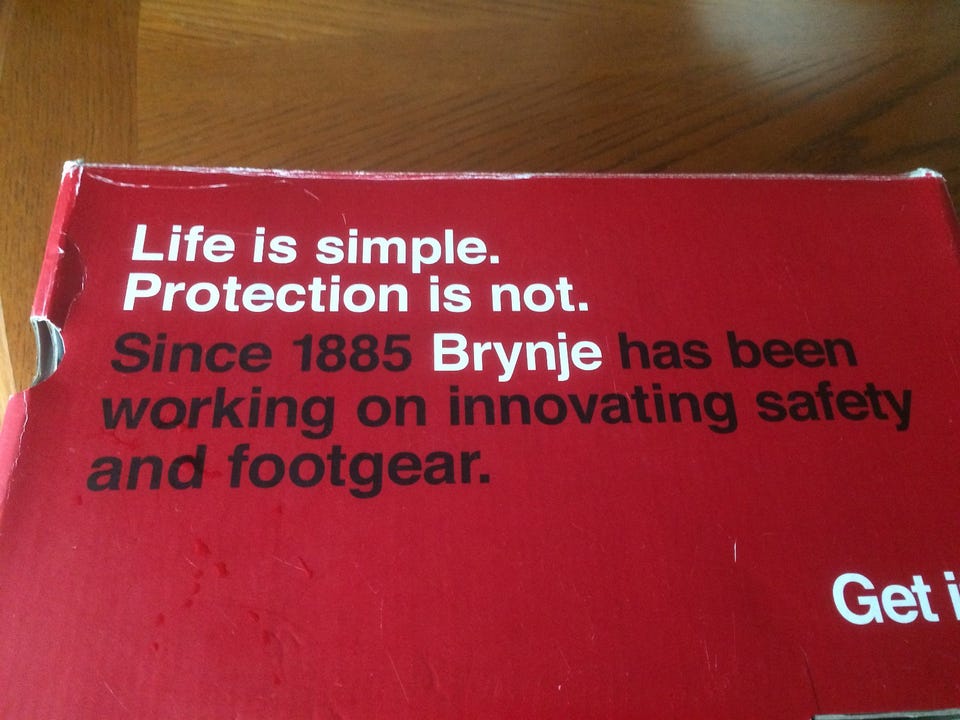 Life is simple.
Protection is not.
Since 1885 Brynje has been
working on innovating safety
and footgear.
Get